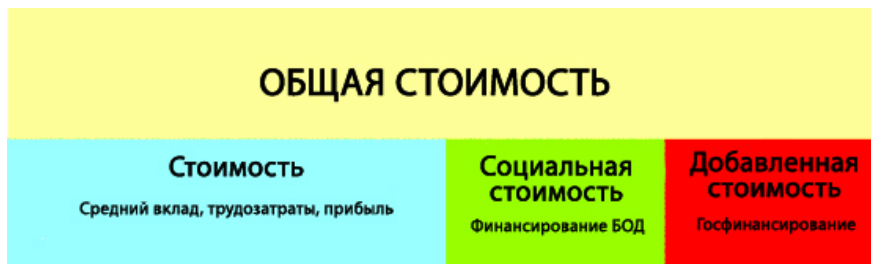 ОБЩАЯ СТОИМОСТЬ
Стоимость
Средний вклад, трудозатраты, прибыль
Социальная
стоимость
Финансирование БОД
Добавленная
стоимость
Госфинансирование